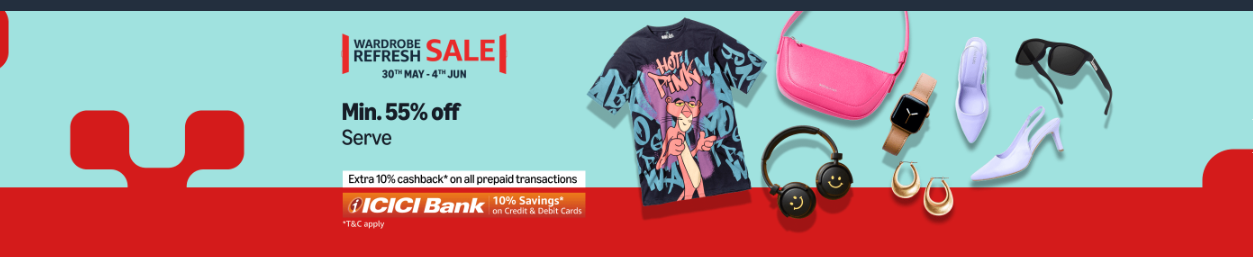 WARDROBE
REFRESH SALE
30TH MAY - 4TH JUN
Min. 55% off
Serve
Extra 10% cashback* on all prepaid transactions
ICICI Bank 10% Savings*
on Credit & Debit Cards
*T&C apply
HOT
PINK